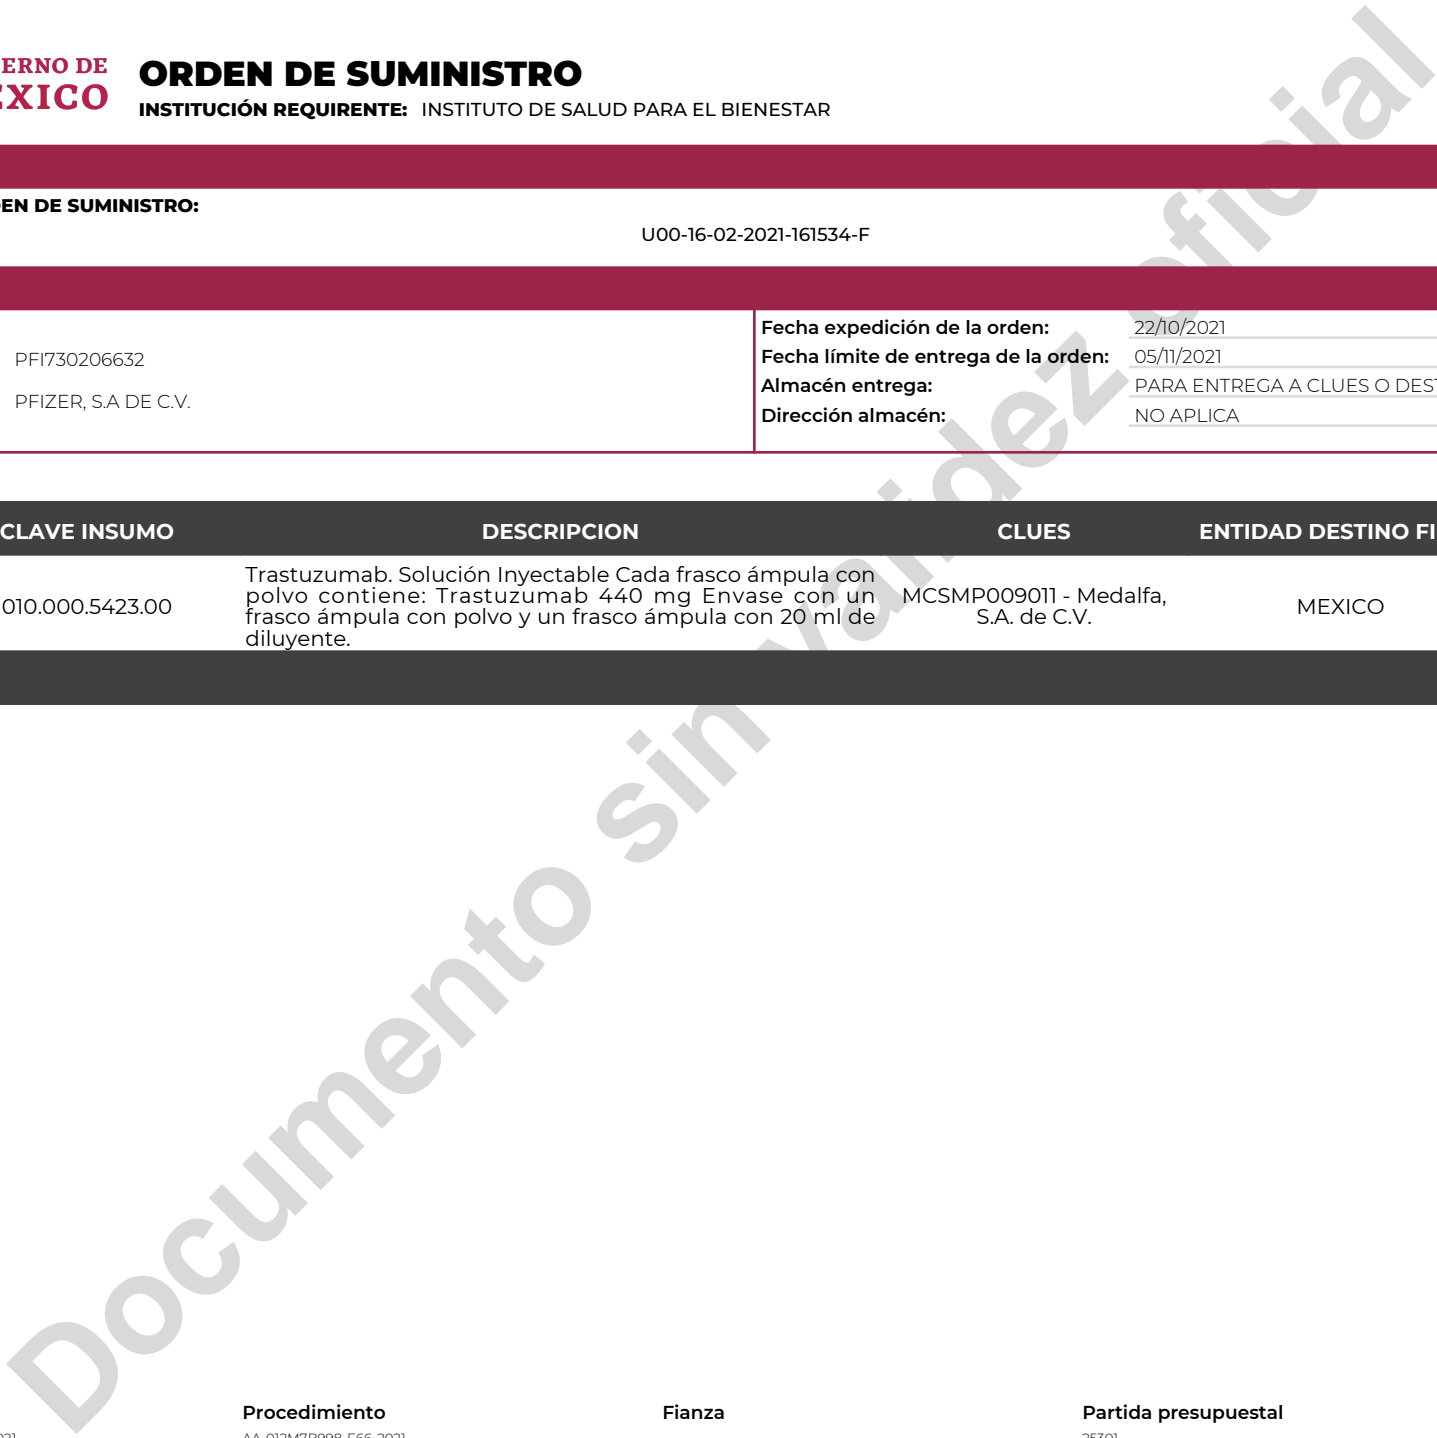 ERNO DE
EXICO
ORDEN DE SUMINISTRO
INSTITUCIÓN REQUIRENTE: INSTITUTO DE SALUD PARA EL BIENESTAR
EN DE SUMINISTRO:
U00-16-02-2021-161534-F
PFI730206632
PFIZER, S.A DE C.V.
Fecha expedición de la orden: 22/10/2021
Fecha límite de entrega de la orden: 05/11/2021
Almacén entrega: PARA ENTREGA A CLUES O DEST
Dirección almacén: NO APLICA
CLAVE INSUMO DESCRIPCION CLUES ENTIDAD DESTINO FI
010.000.5423.00
Trastuzumab. Solución Inyectable Cada frasco ámpula con
polvo contiene: Trastuzumab 440 mg Envase con un
frasco ámpula con polvo y un frasco ámpula con 20 ml de
diluyente.
MCSMP009011 - Medalfa,
S.A. de C.V.
MEXICO
Documento sin validez oficial
Procedimiento Fianza Partida presupuestal